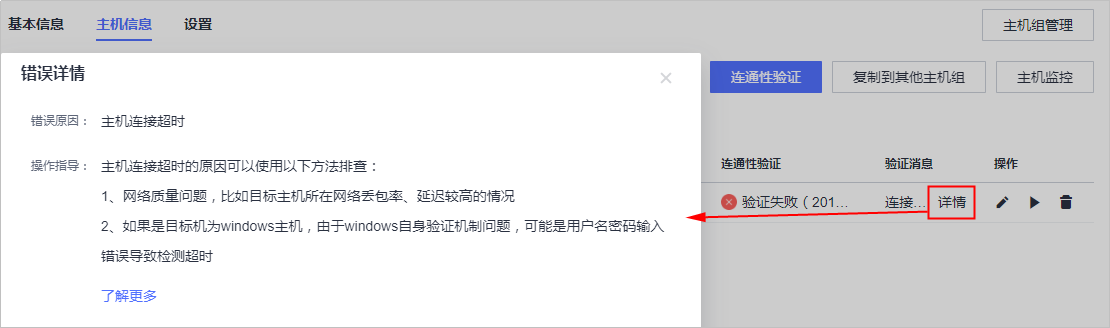 基本信息 主机信息 设置 主机组管理
错误详情
连通性验证 复制到其他主机组 主机监控
错误原因： 主机连接超时
操作指导： 主机连接超时的原因可以使用以下方法排查：
1、网络质量问题，比如目标主机所在网络丢包率、延迟较高的情况
2、如果是目标机为windows主机，由于windows自身验证机制问题，可能是用户名密码输入
错误导致检测超时
了解更多
连通性验证 验证消息 操作
验证失败（201... 连接... 详情